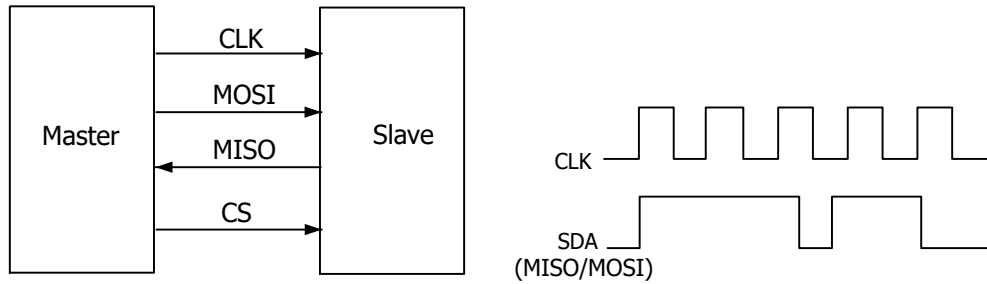 Master
CLK
MOSI
MISO
CS
Slave
CLK
SDA
(MISO/MOSI)